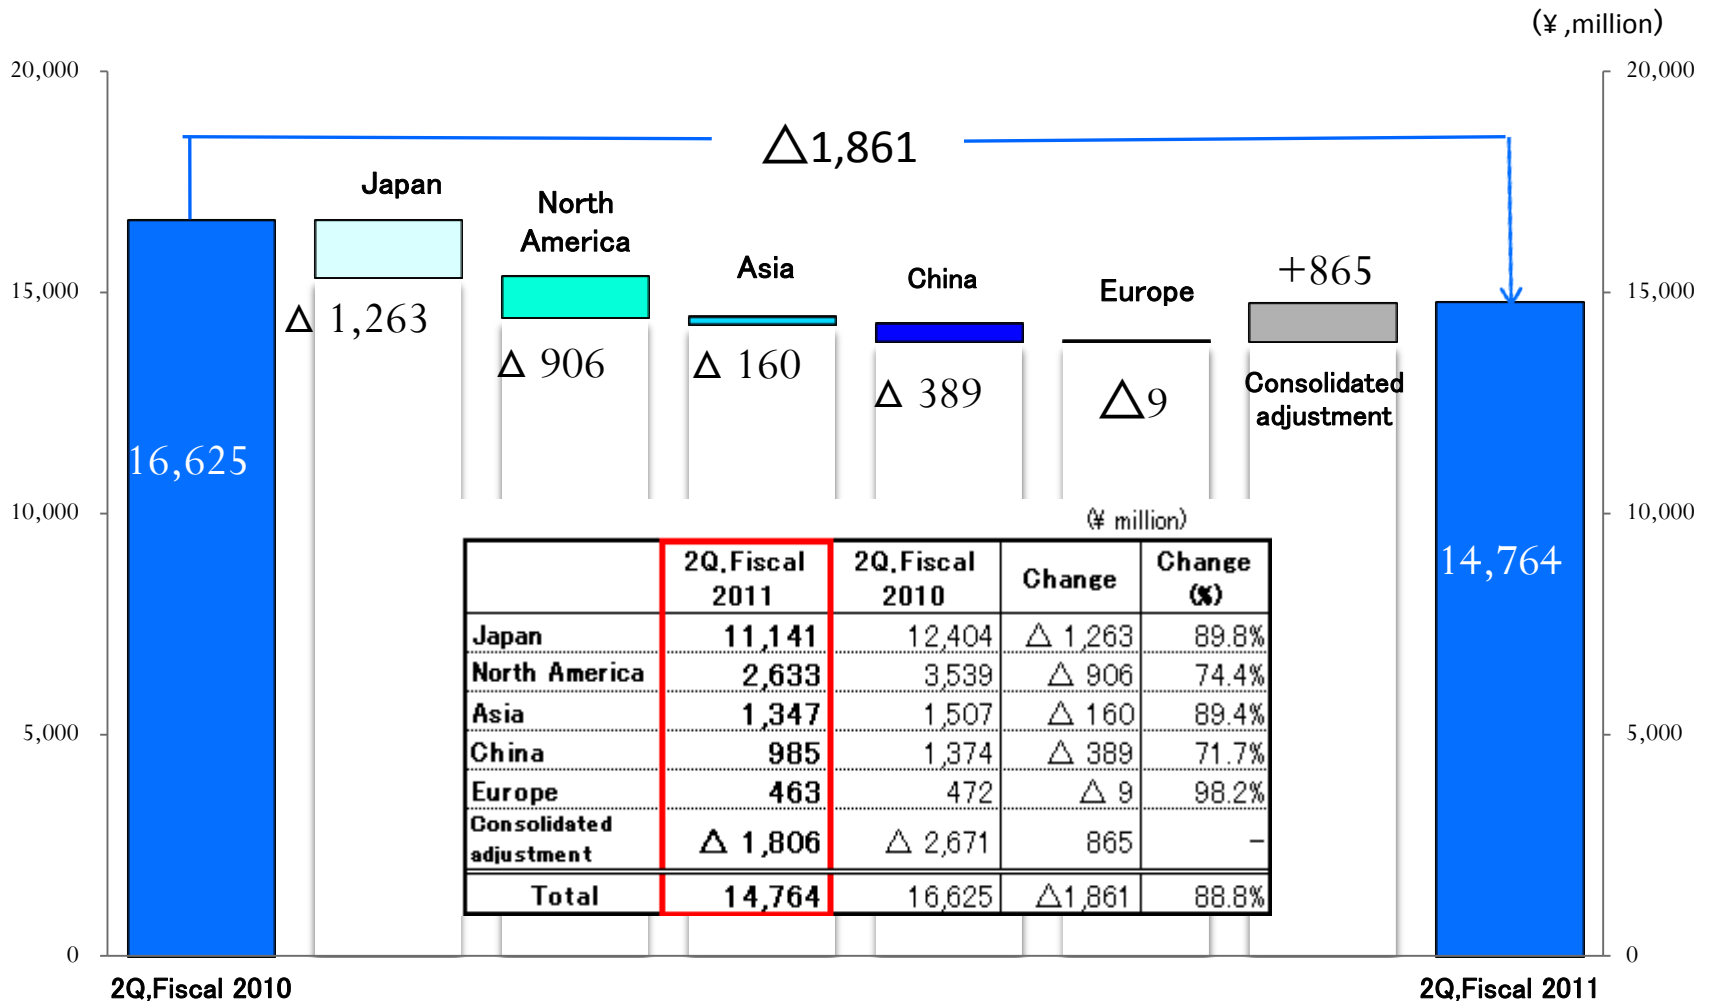 (¥ ,million)
20,000
20,000
△1,861
Japan
North
America
Asia
China
Europe
+865
15,000
15,000
△ 1,263
△ 906
△ 160
△ 389
△9
Consolidated
adjustment
16,625
14,764
10,000
10,000
(¥ million)
2Q,Fiscal 2011 2Q,Fiscal 2010 Change Change (%)
Japan 11,141 12,404 △ 1,263 89.8%
North America 2,633 3,539 △ 906 74.4%
Asia 1,347 1,507 △ 160 89.4%
China 985 1,374 △ 389 71.7%
Europe 463 472 △ 9 98.2%
Consolidated adjustment △ 1,806 △ 2,671 865 −
Total 14,764 16,625 △1,861 88.8%
5,000
5,000
0
0
2Q,Fiscal 2010
2Q,Fiscal 2011